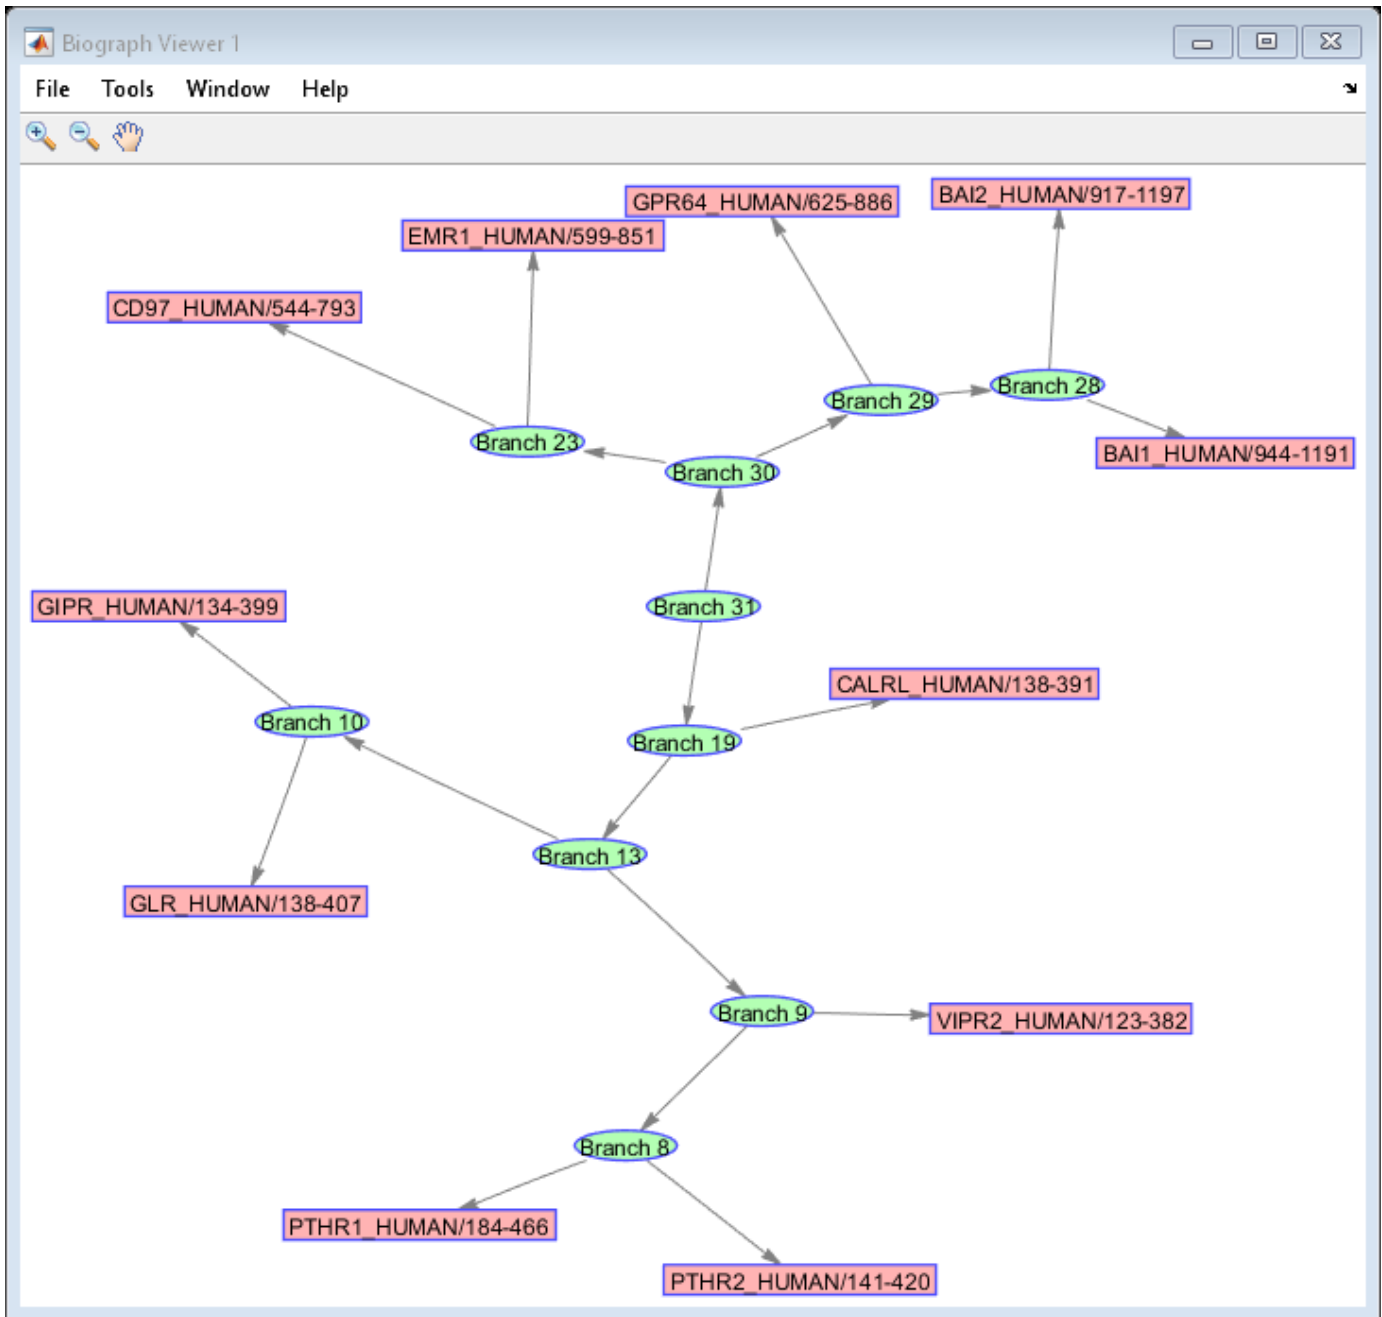 Biograph Viewer 1
File Tools Window Help
GPR64_HUMAN/625-886
BAI2_HUMAN/917-1197
EMR1_HUMAN/599-851
CD97_HUMAN/544-793
Branch 28
Branch 29
Branch 23
BAI1_HUMAN/944-1191
Branch 30
GIPR_HUMAN/134-399
Branch 31
CALRL_HUMAN/138-391
Branch 10
Branch 19
Branch 13
GLR_HUMAN/138-407
Branch 9
VIPR2_HUMAN/123-382
Branch 8
PTHR1_HUMAN/184-466
PTHR2_HUMAN/141-420